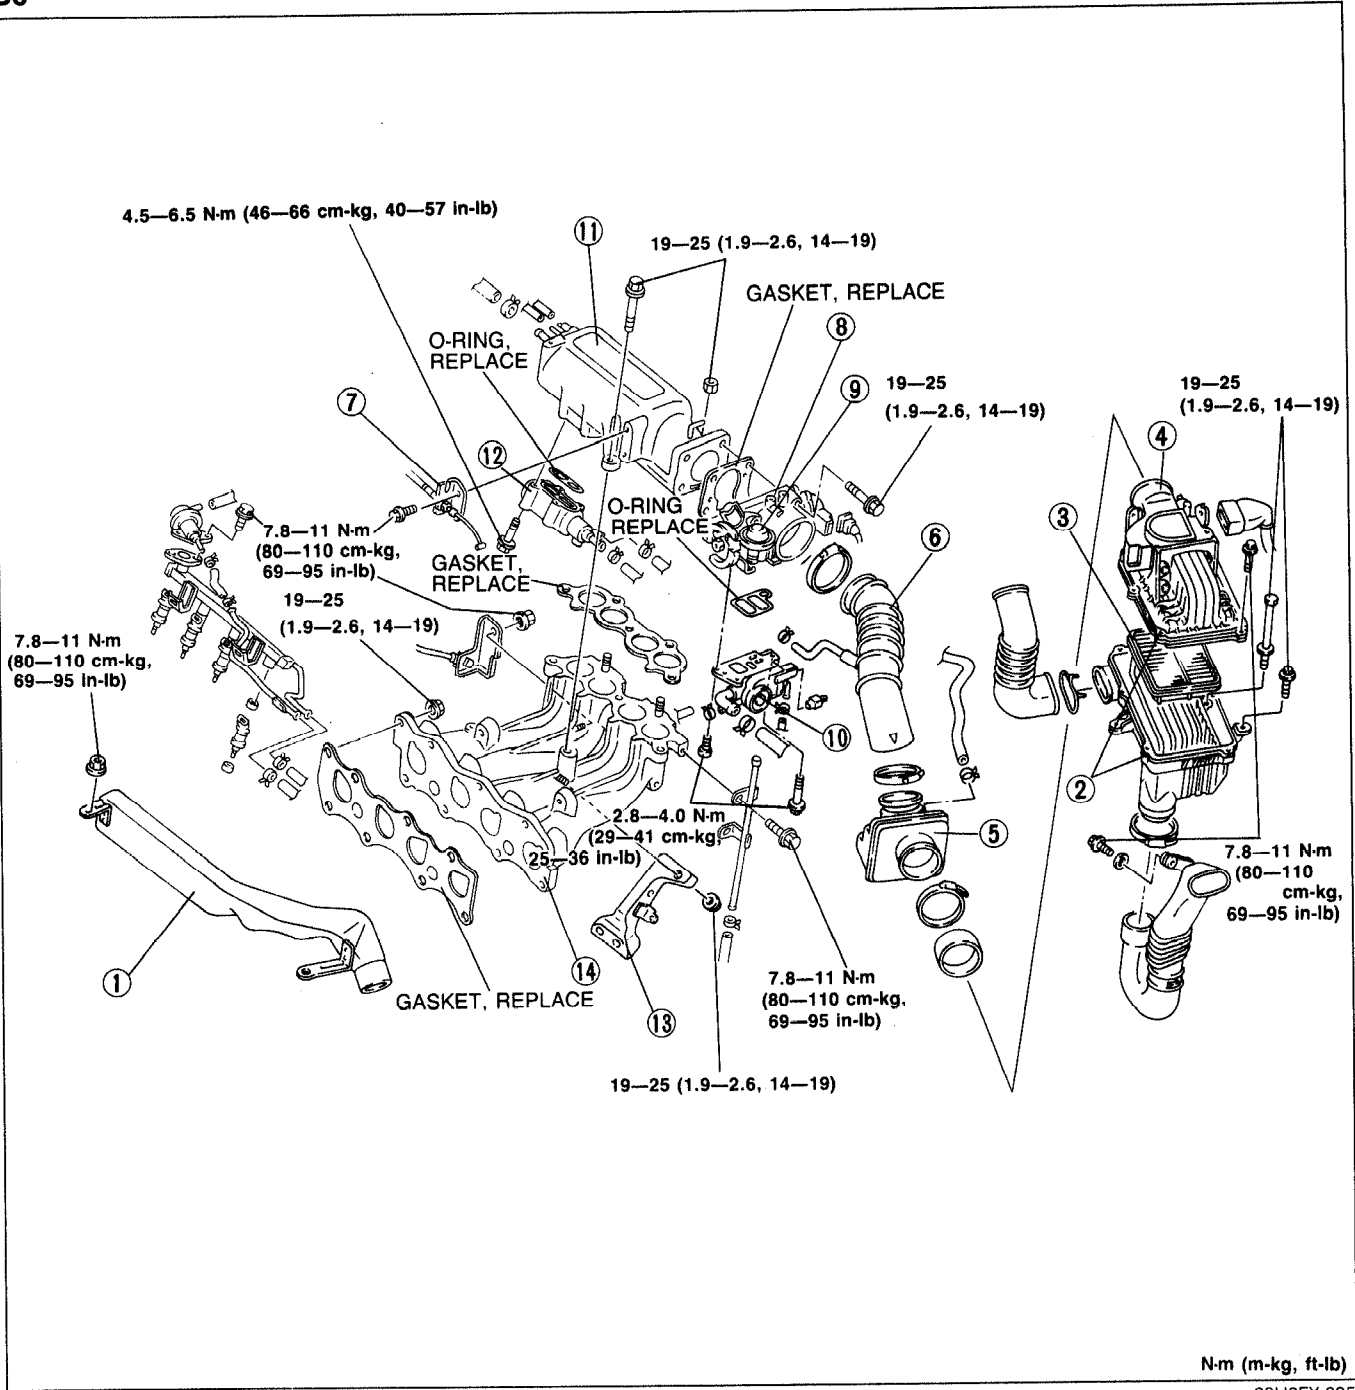 4.5—6.5 N·m (46—66 cm-kg, 40—57 in-lb)
11
19—25 (1.9—2.6, 14—19)
GASKET, REPLACE
8
O-RING,
REPLACE
7
9
19—25
(1.9—2.6, 14—19)
19—25
(1.9—2.6, 14—19)
4
12
3
O-RING
REPLACE
6
7.8—11 N·m
(80—110 cm-kg,
69—95 in-lb)
GASKET,
REPLACE
19—25
(1.9—2.6, 14—19)
7.8—11 N·m
(80—110 cm-kg,
69—95 in-lb)
10
2
2.8—4.0 N·m
(29—41 cm-kg,
25—36 in-lb)
5
7.8—11 N·m
(80—110
cm-kg,
69—95 in-lb)
1
14
GASKET, REPLACE
13
7.8—11 N·m
(80—110 cm-kg,
69—95 in-lb)
19—25 (1.9—2.6, 14—19)
N·m (m-kg, ft-lb)